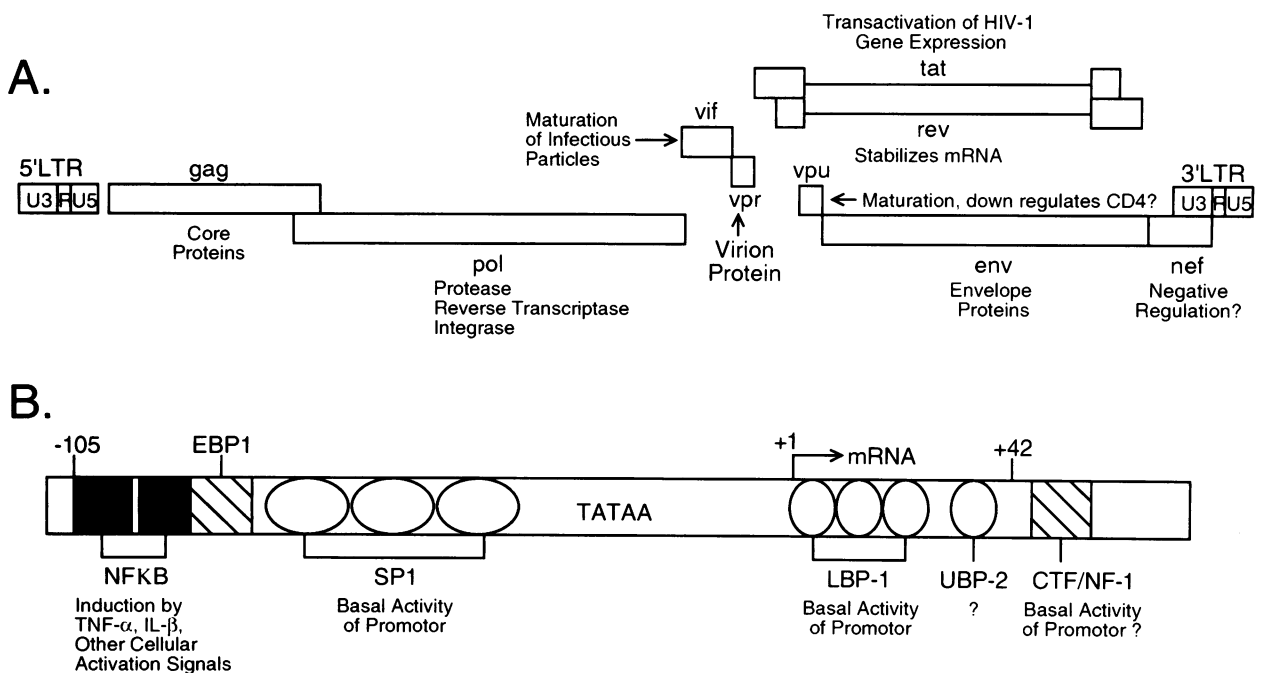 A.
Transactivation of HIV-1
Gene Expression
tat
rev
Stabilizes mRNA
Maturation
of Infectious
Particles
vif
vpr
Virion
Protein
vpu
Maturation, down regulates CD4?
5'LTR
U3 R U5
gag
Core
Proteins
pol
Protease
Reverse Transcriptase
Integrase
3'LTR
U3 R U5
env
Envelope
Proteins
nef
Negative
Regulation?
B.
-105
EBP1
+1
mRNA
+42
TATAA
NFKB
Induction by
TNF-α, IL-β,
Other Cellular
Activation Signals
SP1
Basal Activity
of Promotor
LBP-1
Basal Activity
of Promotor
UBP-2
?
CTF/NF-1
Basal Activity
of Promotor ?